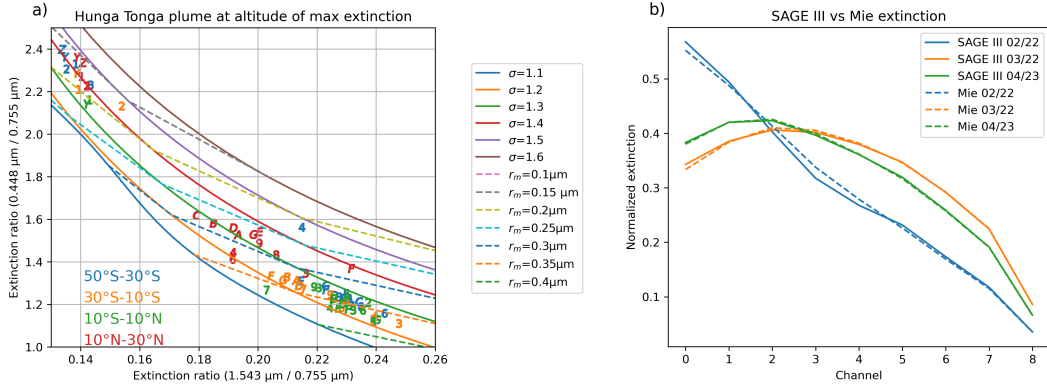 a)
Hunga Tonga plume at altitude of max extinction
Extinction ratio (0.448 μm / 0.755 μm)
2.4
2.2
2.0
1.8
1.6
1.4
1.2
1.0
50°S-30°S
30°S-10°S
10°S-10°N
10°N-30°N
0.14
0.16
0.18
0.20
0.22
0.24
0.26
Extinction ratio (1.543 μm / 0.755 μm)
σ=1.1
σ=1.2
σ=1.3
σ=1.4
σ=1.5
σ=1.6
rm=0.1μm
rm=0.15 μm
rm=0.2μm
rm=0.25μm
rm=0.3μm
rm=0.35μm
rm=0.4μm
b)
SAGE III vs Mie extinction
Normalized extinction
0.5
0.4
0.3
0.2
0.1
SAGE III 02/22
SAGE III 03/22
SAGE III 04/23
Mie 02/22
Mie 03/22
Mie 04/23
0
1
2
3
4
5
6
7
8
Channel